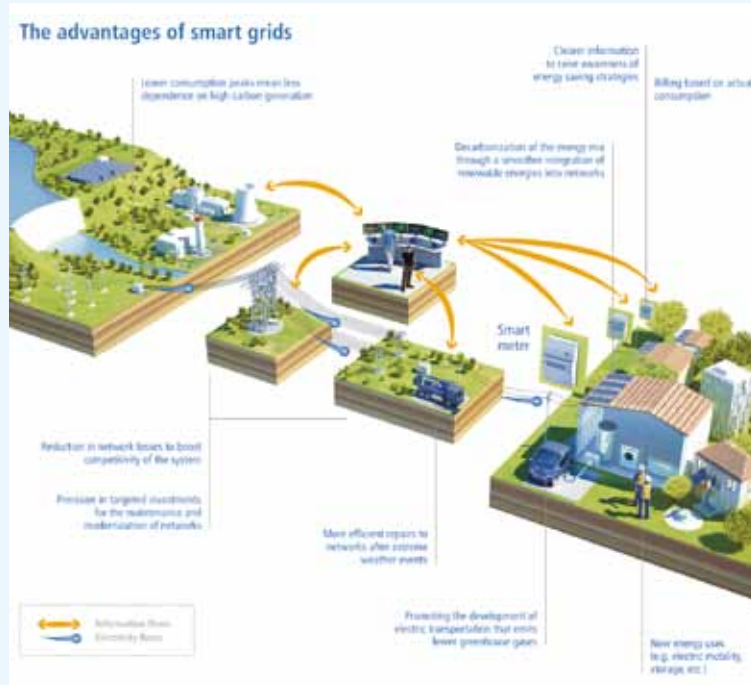 The advantages of smart grids
Lower consumption peaks mean less
dependence on high carbon generation
Clearer information
to raise awareness of
energy saving strategies
Billing based on actual
consumption
Decarbonization of the energy mix
through a smoother integration of
renewable energies into networks
Smart
meter
Reduction in network losses to boost
competitivity of the system
Precision in targeted investments
for the maintenance and
modernization of networks
More efficient repairs to
networks after extreme
weather events
Promoting the development of
electric transportation that emits
fewer greenhouse gases
New energy uses
(e.g. electric mobility,
storage, etc.)
Information flows
Electricity flows